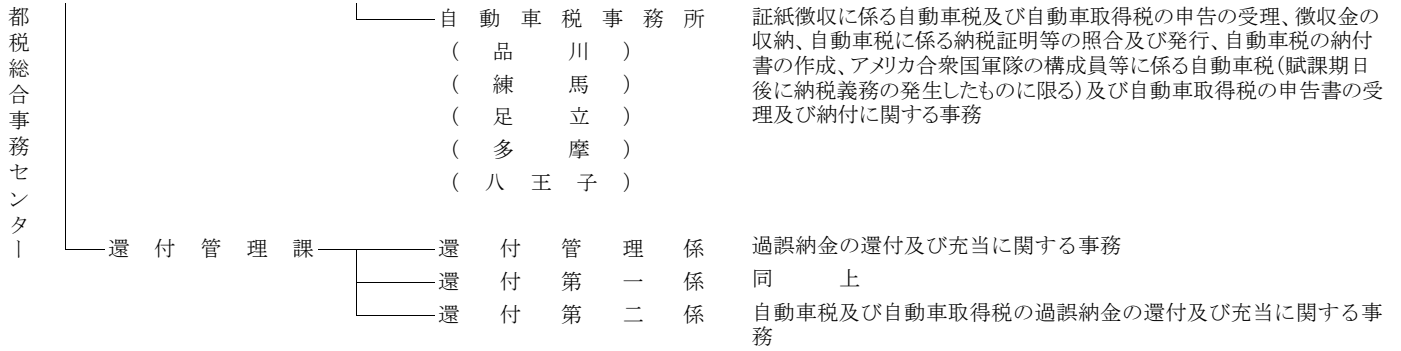 都税総合事務センター
自動車税事務所
(品川)
(練馬)
(足立)
(多摩)
(八王子)
証紙徴収に係る自動車税及び自動車取得税の申告の受理、徴収金の
収納、自動車税に係る納税証明等の照合及び発行、自動車税の納付
書の作成、アメリカ合衆国軍隊の構成員等に係る自動車税(賦課期日
後に納税義務の発生したものに限る)及び自動車取得税の申告書の受
理及び納付に関する事務
還付管理課
還付管理係
過誤納金の還付及び充当に関する事務
還付第一係
同上
還付第二係
自動車税及び自動車取得税の過誤納金の還付及び充当に関する事
務